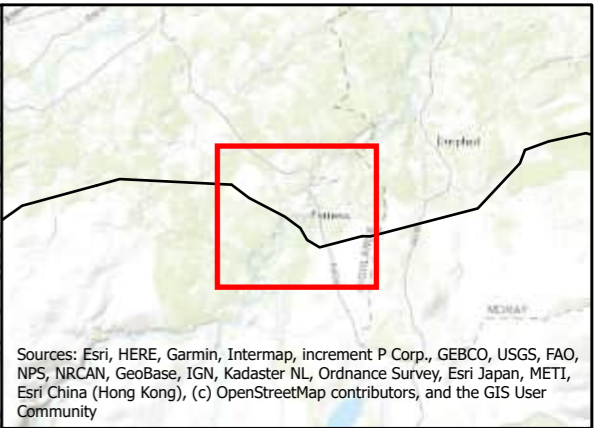 MORAY
Sources: Esri, HERE, Garmin, Intermap, increment P Corp., GEBCO, USGS, FAO,
NPS, NRCAN, GeoBase, IGN, Kadaster NL, Ordnance Survey, Esri Japan, METI,
Esri China (Hong Kong), (c) OpenStreetMap contributors, and the GIS User
Community